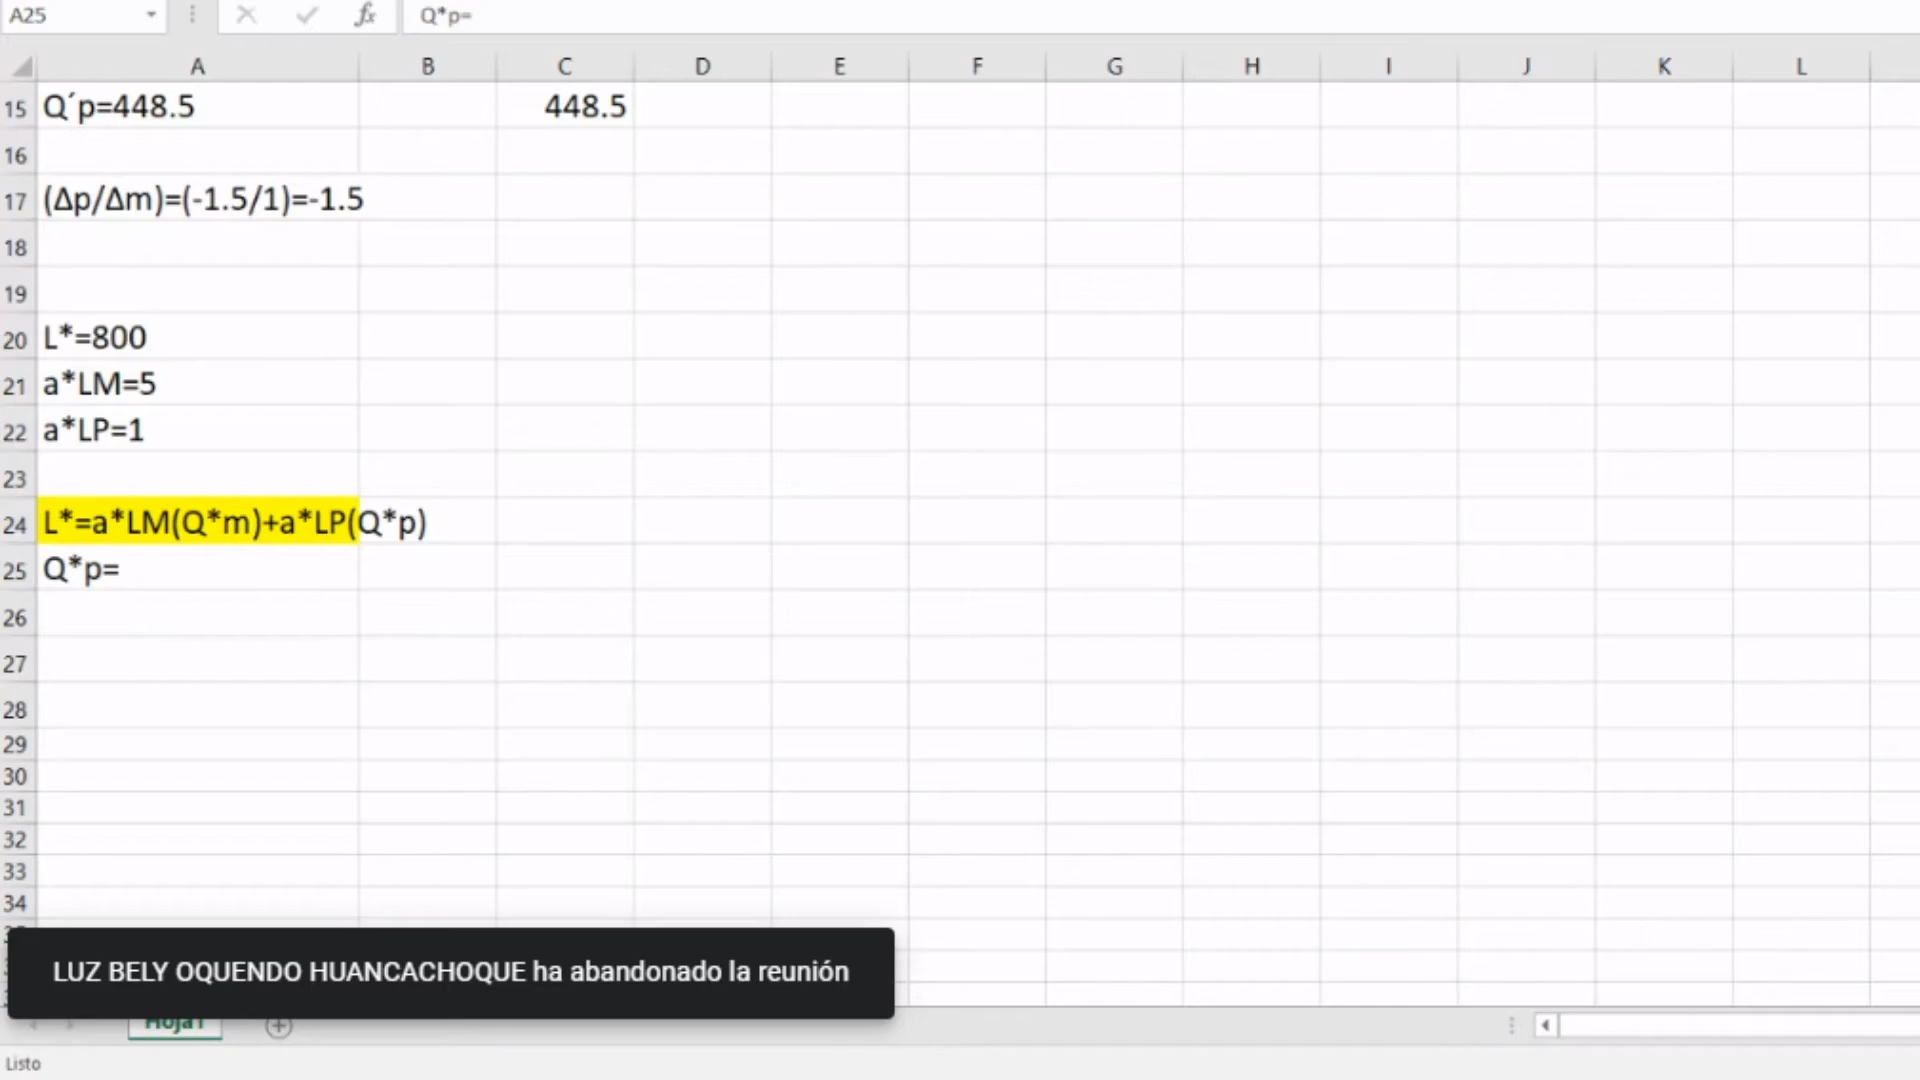 A25
fx
Q*p=
A B C D E F G H I J K L
15 Q´p=448.5 448.5
16
17 (Δp/Δm)=(-1.5/1)=-1.5
18
19
20 L*=800
21 a*LM=5
22 a*LP=1
23
24 L*=a*LM(Q*m)+a*LP(Q*p)
25 Q*p=
26
27
28
29
30
31
32
33
34
LUZ BELY OQUENDO HUANCACHOQUE ha abandonado la reunión
Hoja1
Listo